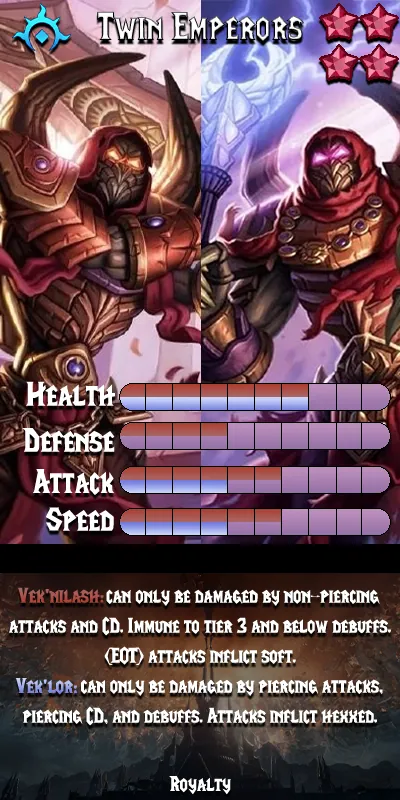 Twin Emperors
Health
Defense
Attack
Speed
Vek'nilash: can only be damaged by non-piercing
attacks and CD. Immune to tier 3 and below debuffs.
(EOT) attacks inflict soft.
Vek'lor: can only be damaged by piercing attacks,
piercing CD, and debuffs. Attacks inflict hexxed.
Royalty